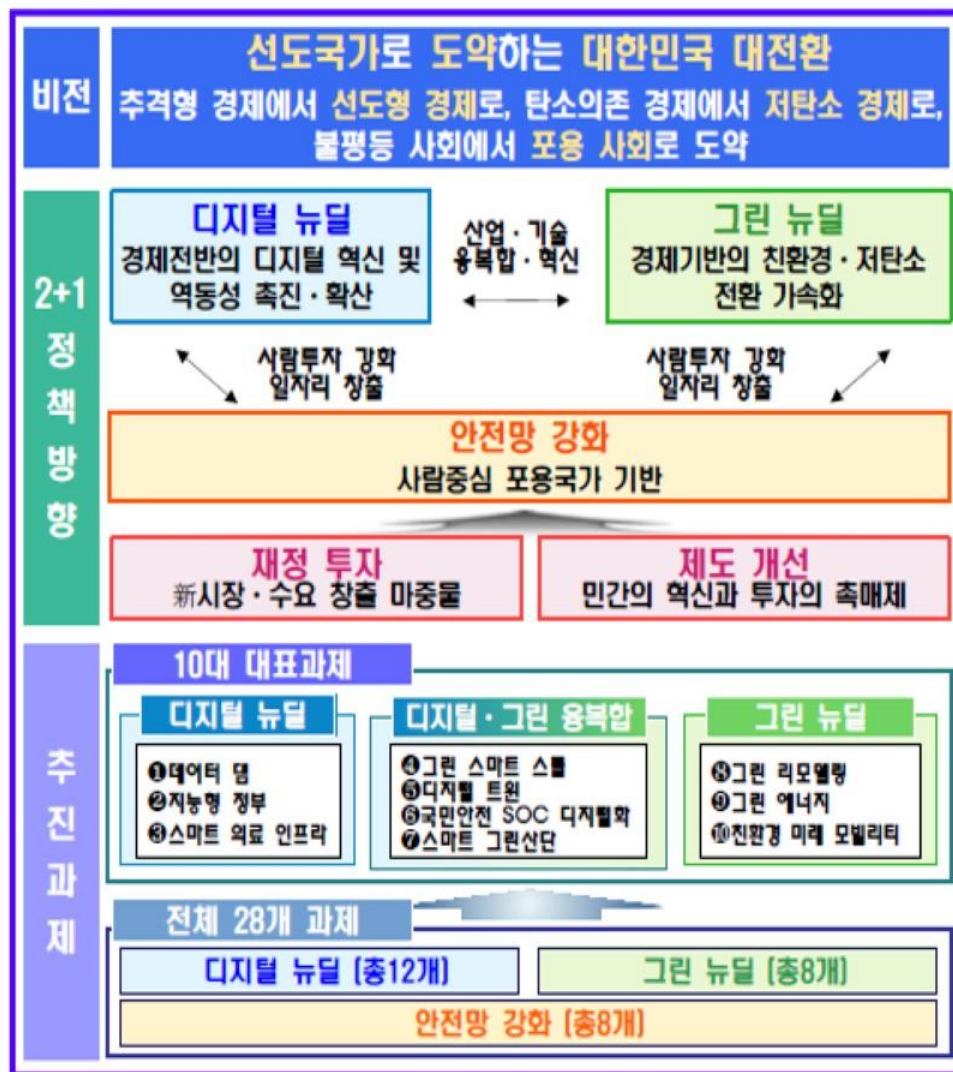 비전
선도국가로 도약하는 대한민국 대전환
추격형 경제에서 선도형 경제로, 탄소의존 경제에서 저탄소 경제로,
불평등 사회에서 포용 사회로 도약
2+1
정
책
방
향
디지털 뉴딜
경제전반의 디지털 혁신 및
역동성 촉진·확산
산업·기술
융복합·혁신
그린 뉴딜
경제기반의 친환경·저탄소
전환 가속화
사람투자 강화
일자리 창출
사람투자 강화
일자리 창출
안전망 강화
사람중심 포용국가 기반
재정 투자
新시장·수요 창출 마중물
제도 개선
민간의 혁신과 투자의 촉매제
추
진
과
제
10대 대표과제
디지털 뉴딜
❶데이터 댐
❷지능형 정부
❸스마트 의료 인프라
디지털·그린 융복합
❹그린 스마트 스쿨
❺디지털 트윈
❻국민안전 SOC 디지털화
❼스마트 그린산단
그린 뉴딜
❽그린 리모델링
❾그린 에너지
❿친환경 미래 모빌리티
전체 28개 과제
디지털 뉴딜 (총12개)
그린 뉴딜 (총8개)
안전망 강화 (총8개)